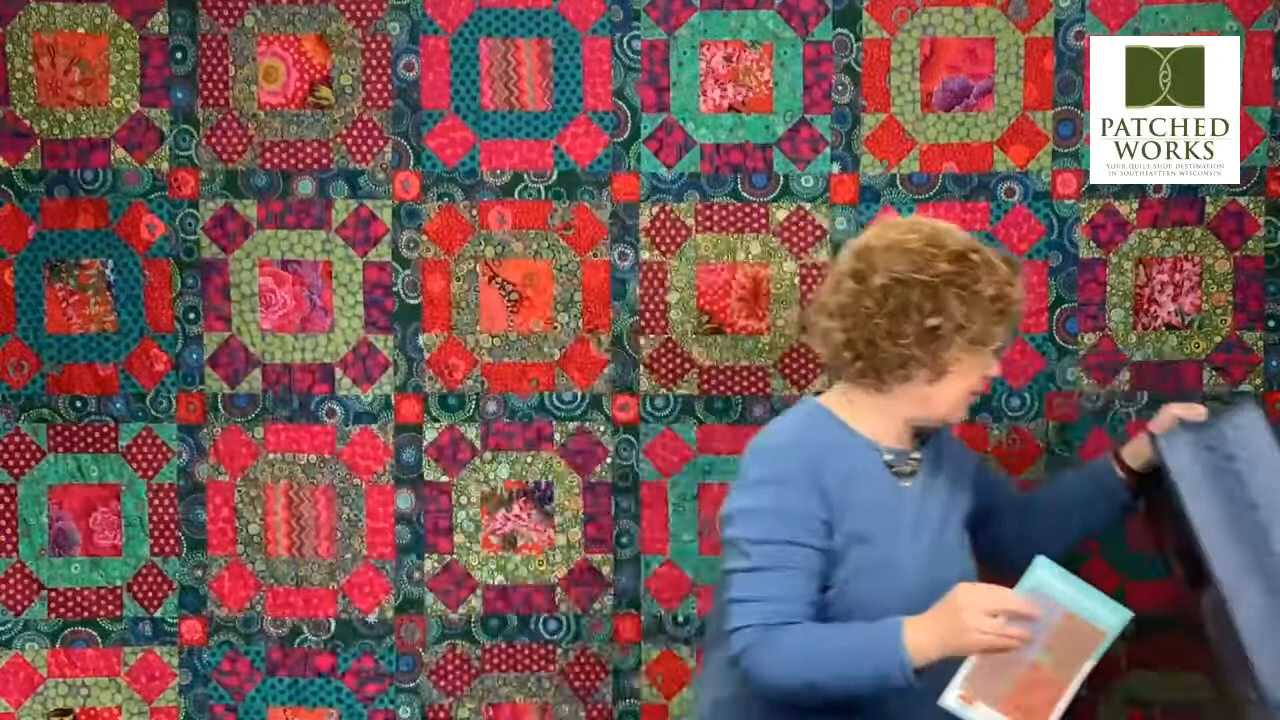 PATCHED
WORKS
YOUR QUILT SHOP DESTINATION
IN SOUTHEASTERN WISCONSIN